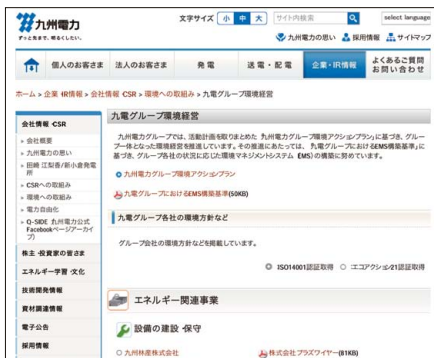 九州電力
ずっと先まで、明るくしたい。
文字サイズ 小 中 大 サイト内検索 select language
九州電力の思い 採用情報 サイトマップ
個人のお客さま 法人のお客さま 発電 送電・配電 企業・IR情報 よくあるご質問 お問い合わせ
ホーム > 企業・IR情報 > 会社情報・CSR > 環境への取組み > 九電グループ環境経営
会社情報・CSR
会社概要
九州電力の思い
田崎 江梨香/新小倉発電所
CSRへの取組み
環境への取組み
電力自由化
Q-SIDE 九州電力公式Facebookページアーカイブ)
株主・投資家の皆さま
エネルギー学習・文化
技術開発情報
資材調達情報
電子公告
採用情報
九電グループ環境経営
九州電力グループでは、活動計画を取りまとめた「九州電力グループ環境アクション・プラン」に基づき、グルー
プ一体となった環境経営を推進しています。その推進にあたっては、「九電グループにおけるEMS構築基準」に
基づき、グループ各社の状況に応じた環境マネジメントシステム EMS)の構築に努めています。
九州電力グループ環境アクション・プラン
九電グループにおけるEMS構築基準(50KB)
九電グループ各社の環境方針など
グループ会社の環境方針などを掲載しています。
◎ ISO14001認証取得 ○ エコアクション21認証取得
エネルギー関連事業
設備の建設・保守
○ 九州林産株式会社 株式会社プラズワイヤー(81KB)